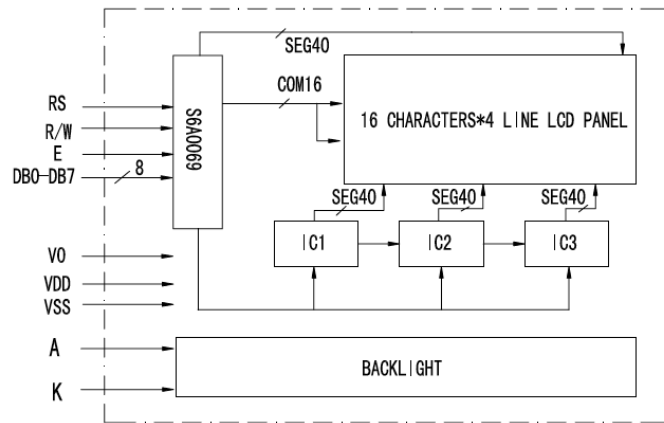 SEG40
COM16
RS
R/W
E
DB0-DB7
8
S6A0069
16 CHARACTERS*4 LINE LCD PANEL
SEG40
SEG40
SEG40
IC1
IC2
IC3
V0
VDD
VSS
A
K
BACKLIGHT